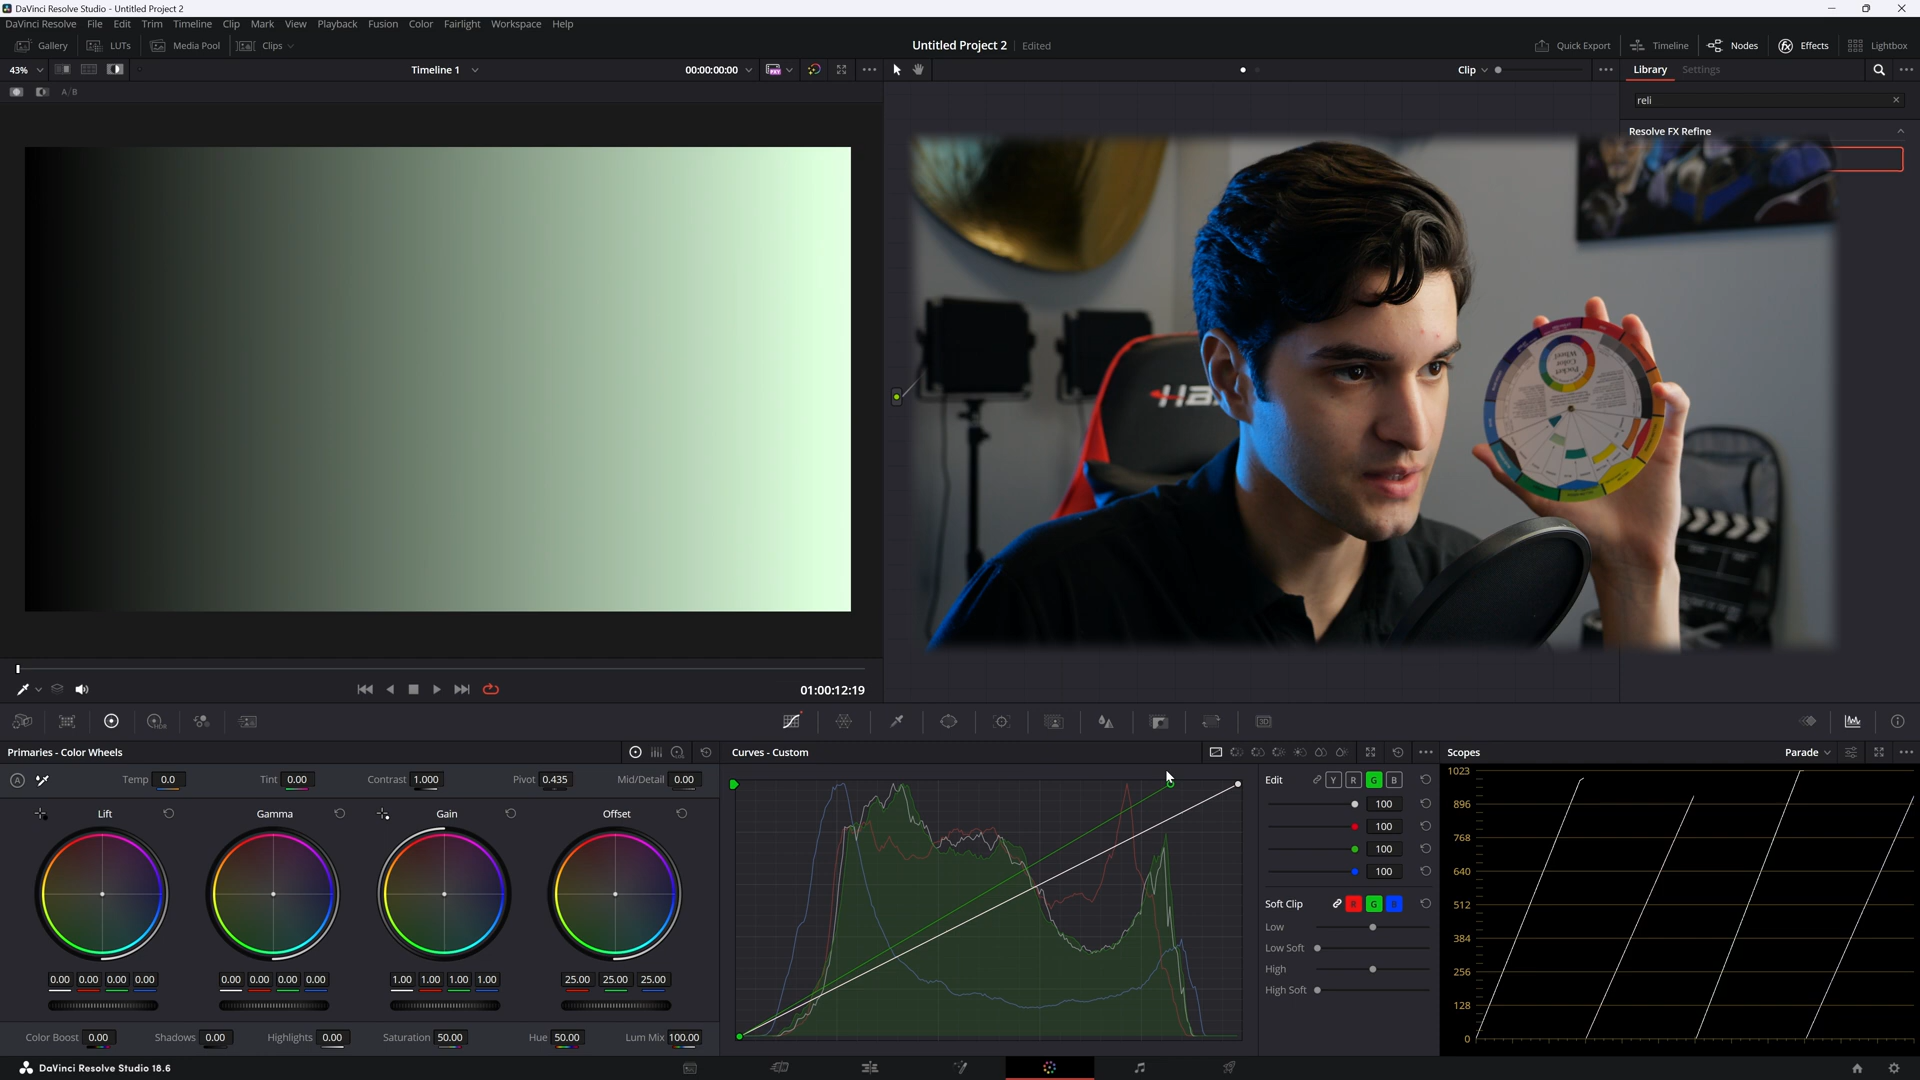 DaVinci Resolve Studio - Untitled Project 2
DaVinci Resolve File Edit Trim Timeline Clip Mark View Playback Fusion Color Fairlight Workspace Help
Gallery LUTs Media Pool Clips Untitled Project 2 Edited Quick Export Timeline Nodes Effects Lightbox
43% Timeline 1 00:00:00:00 Clip Library Settings
A/B
reli
Resolve FX Refine
Pocket
Color
Wheel
01:00:12:19
Primaries - Color Wheels Curves - Custom Scopes Parade
Temp 0.0 Tint 0.00 Contrast 1.000 Pivot 0.435 Mid/Detail 0.00
Edit Y R G B
Lift Gamma Gain Offset
100
100
100
100
Soft Clip R G B
Low
Low Soft
High
High Soft
1023
896
768
640
512
384
256
128
0
0.00 0.00 0.00 0.00 0.00 0.00 0.00 0.00 1.00 1.00 1.00 1.00 25.00 25.00 25.00
Color Boost 0.00 Shadows 0.00 Highlights 0.00 Saturation 50.00 Hue 50.00 Lum Mix 100.00
DaVinci Resolve Studio 18.6